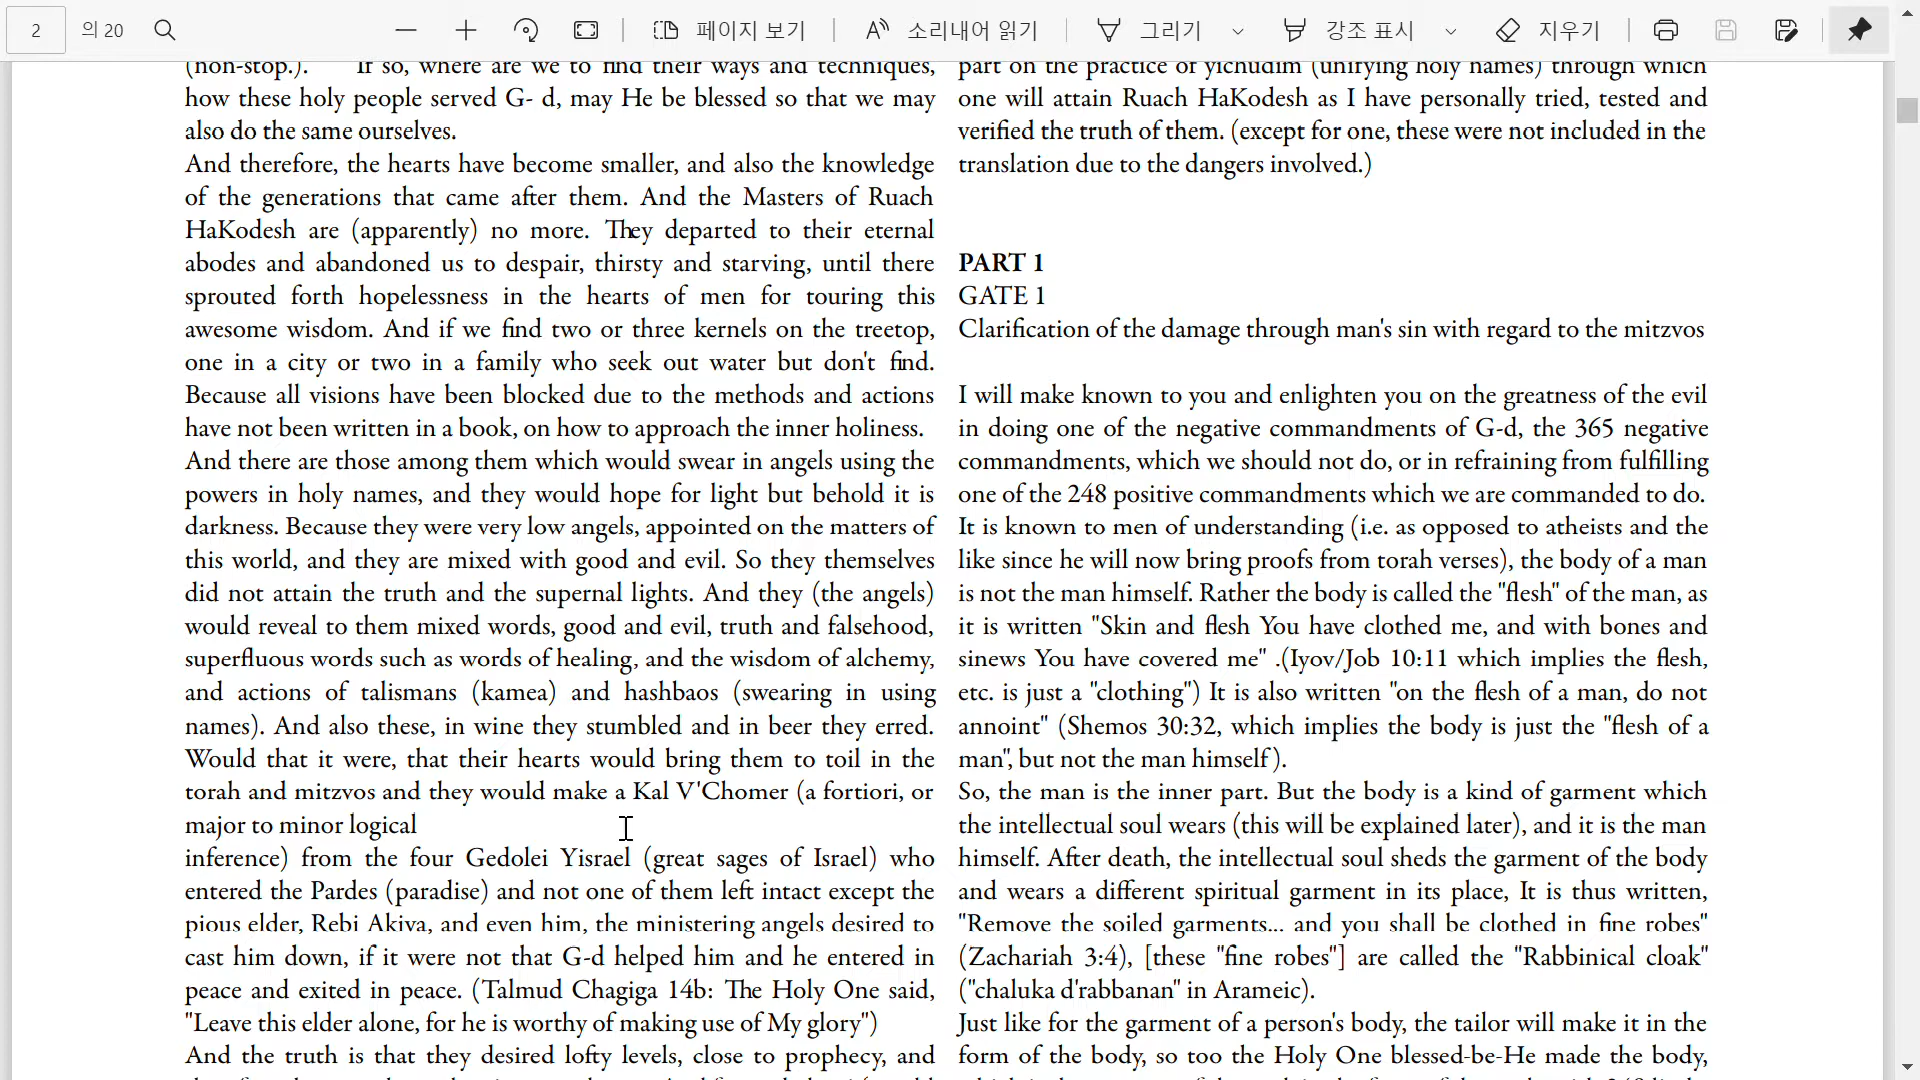 2
의 20
페이지 보기
소리내어 읽기
그리기
강조 표시
지우기
(non-stop.). If so, where are we to find their ways and techniques,
how these holy people served G- d, may He be blessed so that we may
also do the same ourselves.
And therefore, the hearts have become smaller, and also the knowledge
of the generations that came after them. And the Masters of Ruach
HaKodesh are (apparently) no more. They departed to their eternal
abodes and abandoned us to despair, thirsty and starving, until there
sprouted forth hopelessness in the hearts of men for touring this
awesome wisdom. And if we find two or three kernels on the treetop,
one in a city or two in a family who seek out water but don't find.
Because all visions have been blocked due to the methods and actions
have not been written in a book, on how to approach the inner holiness.
And there are those among them which would swear in angels using the
powers in holy names, and they would hope for light but behold it is
darkness. Because they were very low angels, appointed on the matters of
this world, and they are mixed with good and evil. So they themselves
did not attain the truth and the supernal lights. And they (the angels)
would reveal to them mixed words, good and evil, truth and falsehood,
superfluous words such as words of healing, and the wisdom of alchemy,
and actions of talismans (kamea) and hashbaos (swearing in using
names). And also these, in wine they stumbled and in beer they erred.
Would that it were, that their hearts would bring them to toil in the
torah and mitzvos and they would make a Kal V'Chomer (a fortiori, or
major to minor logical
inference) from the four Gedolei Yisrael (great sages of Israel) who
entered the Pardes (paradise) and not one of them left intact except the
pious elder, Rebi Akiva, and even him, the ministering angels desired to
cast him down, if it were not that G-d helped him and he entered in
peace and exited in peace. (Talmud Chagiga 14b: The Holy One said,
"Leave this elder alone, for he is worthy of making use of My glory")
And the truth is that they desired lofty levels, close to prophecy, and
part on the practice of yichudim (unifying holy names) through which
one will attain Ruach HaKodesh as I have personally tried, tested and
verified the truth of them. (except for one, these were not included in the
translation due to the dangers involved.)
PART 1
GATE 1
Clarification of the damage through man's sin with regard to the mitzvos
I will make known to you and enlighten you on the greatness of the evil
in doing one of the negative commandments of G-d, the 365 negative
commandments, which we should not do, or in refraining from fulfilling
one of the 248 positive commandments which we are commanded to do.
It is known to men of understanding (i.e. as opposed to atheists and the
like since he will now bring proofs from torah verses), the body of a man
is not the man himself. Rather the body is called the "flesh" of the man, as
it is written "Skin and flesh You have clothed me, and with bones and
sinews You have covered me" .(Iyov/Job 10:11 which implies the flesh,
etc. is just a "clothing") It is also written "on the flesh of a man, do not
annoint" (Shemos 30:32, which implies the body is just the "flesh of a
man", but not the man himself).
So, the man is the inner part. But the body is a kind of garment which
the intellectual soul wears (this will be explained later), and it is the man
himself. After death, the intellectual soul sheds the garment of the body
and wears a different spiritual garment in its place, It is thus written,
"Remove the soiled garments... and you shall be clothed in fine robes"
(Zachariah 3:4), [these "fine robes"] are called the "Rabbinical cloak"
("chaluka d'rabbanan" in Arameic).
Just like for the garment of a person's body, the tailor will make it in the
form of the body, so too the Holy One blessed-be-He made the body,